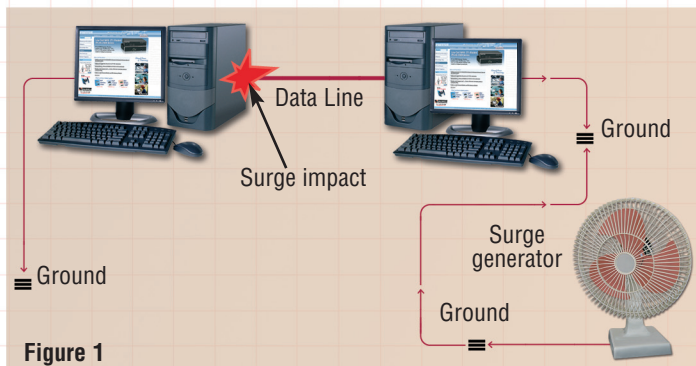 Data Line
Ground
Surge impact
Surge
generator
Ground
Ground
Figure 1